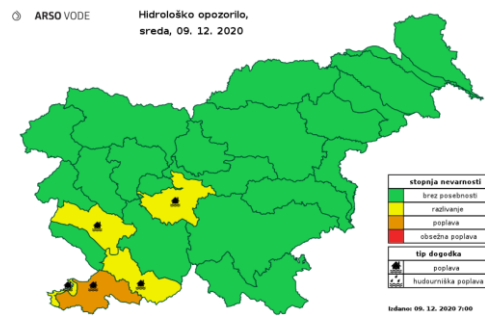 ARSO VODE
Hidrološko opozorilo,
sreda, 09. 12. 2020
stopnja nevarnosti
brez posebnosti
razlivanje
poplava
obsežna poplava
tip dogodka
poplava
hudourniška poplava
Izdano: 09. 12. 2020 7:00